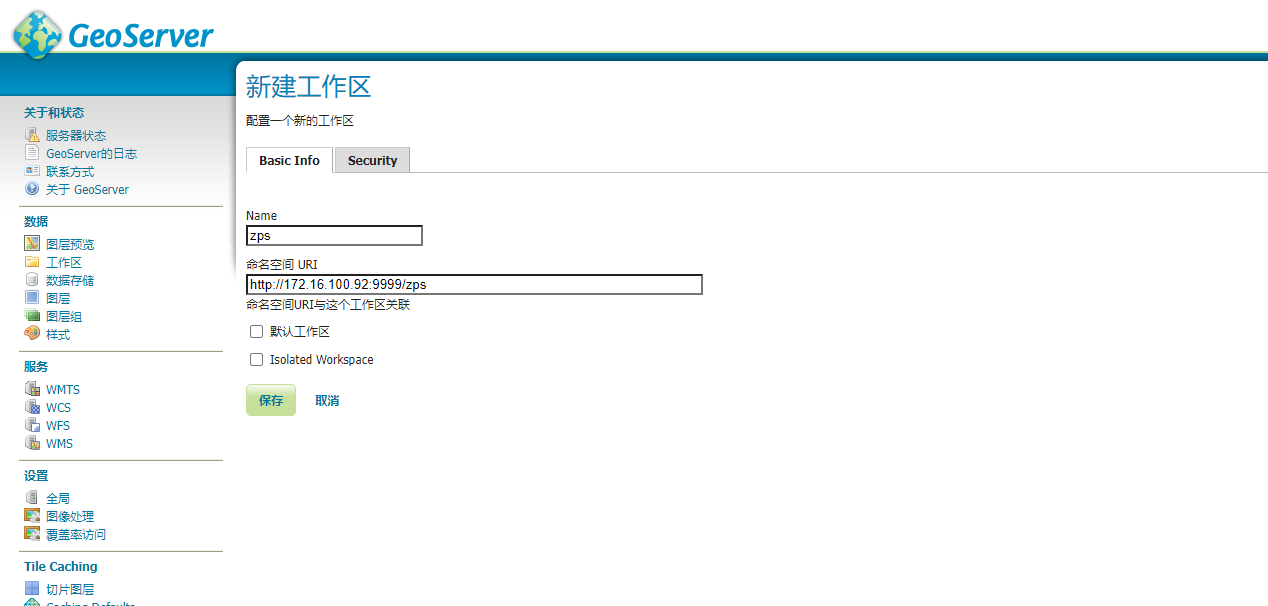 GeoServer
关于和状态
服务器状态
GeoServer的日志
联系方式
关于 GeoServer
数据
图层预览
工作区
数据存储
图层
图层组
样式
服务
WMTS
WCS
WFS
WMS
设置
全局
图像处理
覆盖率访问
Tile Caching
切片图层
Caching Defaults
新建工作区
配置一个新的工作区
Basic Info
Security
Name
zps
命名空间 URI
http://172.16.100.92:9999/zps
命名空间URI与这个工作区关联
默认工作区
Isolated Workspace
保存 取消